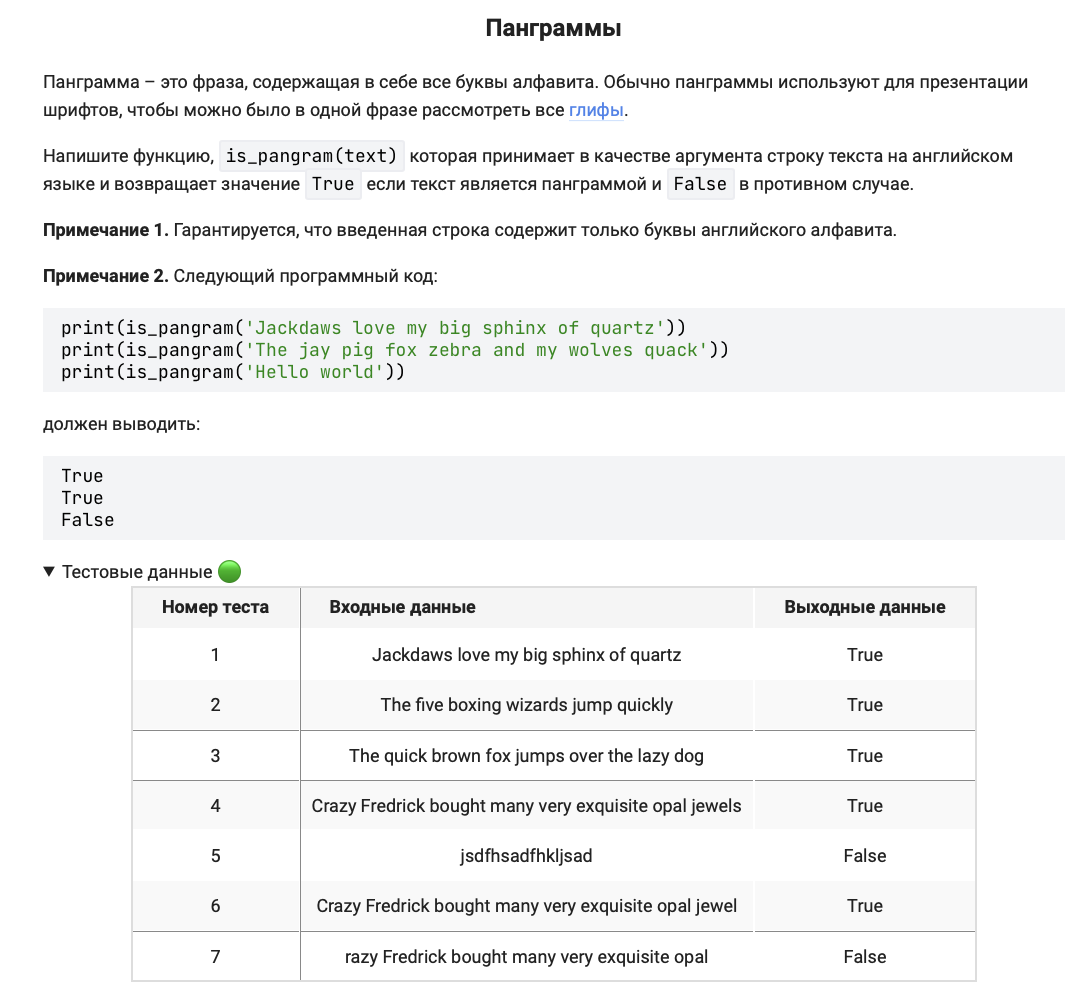 Панграммы
Панграмма – это фраза, содержащая в себе все буквы алфавита. Обычно панграммы используют для презентации
шрифтов, чтобы можно было в одной фразе рассмотреть все глифы.
Напишите функцию, is_pangram(text) которая принимает в качестве аргумента строку текста на английском
языке и возвращает значение True если текст является панграммой и False в противном случае.
Примечание 1. Гарантируется, что введенная строка содержит только буквы английского алфавита.
Примечание 2. Следующий программный код:
print(is_pangram('Jackdaws love my big sphinx of quartz'))
print(is_pangram('The jay pig fox zebra and my wolves quack'))
print(is_pangram('Hello world'))
должен выводить:
True
True
False
▼ Тестовые данные
Номер теста Входные данные Выходные данные
1 Jackdaws love my big sphinx of quartz True
2 The five boxing wizards jump quickly True
3 The quick brown fox jumps over the lazy dog True
4 Crazy Fredrick bought many very exquisite opal jewels True
5 jsdfhsadfhkljsad False
6 Crazy Fredrick bought many very exquisite opal jewel True
7 razy Fredrick bought many very exquisite opal False